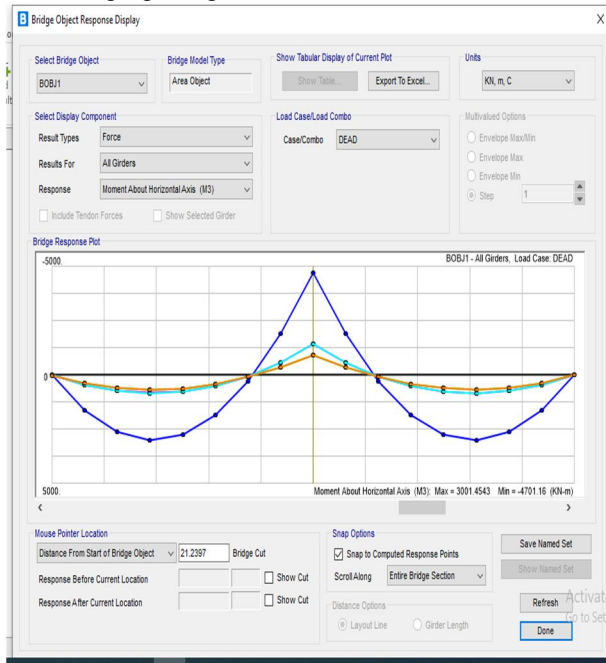 B Bridge Object Response Display X
Select Bridge Object
BOBJ1
Bridge Model Type
Area Object
Show Tabular Display of Current Plot
Show Table... Export To Excel...
Units
KN, m, C
Select Display Component
Result Types Force
Results For All Girders
Response Moment About Horizontal Axis (M3)
Include Tendon Forces Show Selected Girder
Load Case/Load Combo
Case/Combo DEAD
Multivalued Options
Envelope Max/Min
Envelope Max
Envelope Min
Step 1
Bridge Response Plot
-5000. BOBJ1 - All Girders, Load Case: DEAD
0
5000. Moment About Horizontal Axis (M3): Max = 3001.4543 Min = -4701.16 (KN-m)
Mouse Pointer Location
Distance From Start of Bridge Object 21.2397 Bridge Cut
Response Before Current Location Show Cut
Response After Current Location Show Cut
Snap Options
Snap to Computed Response Points
Scroll Along Entire Bridge Section
Distance Options
Layout Line Girder Length
Save Named Set
Show Named Set
Refresh
Done
Activat
Go to Set